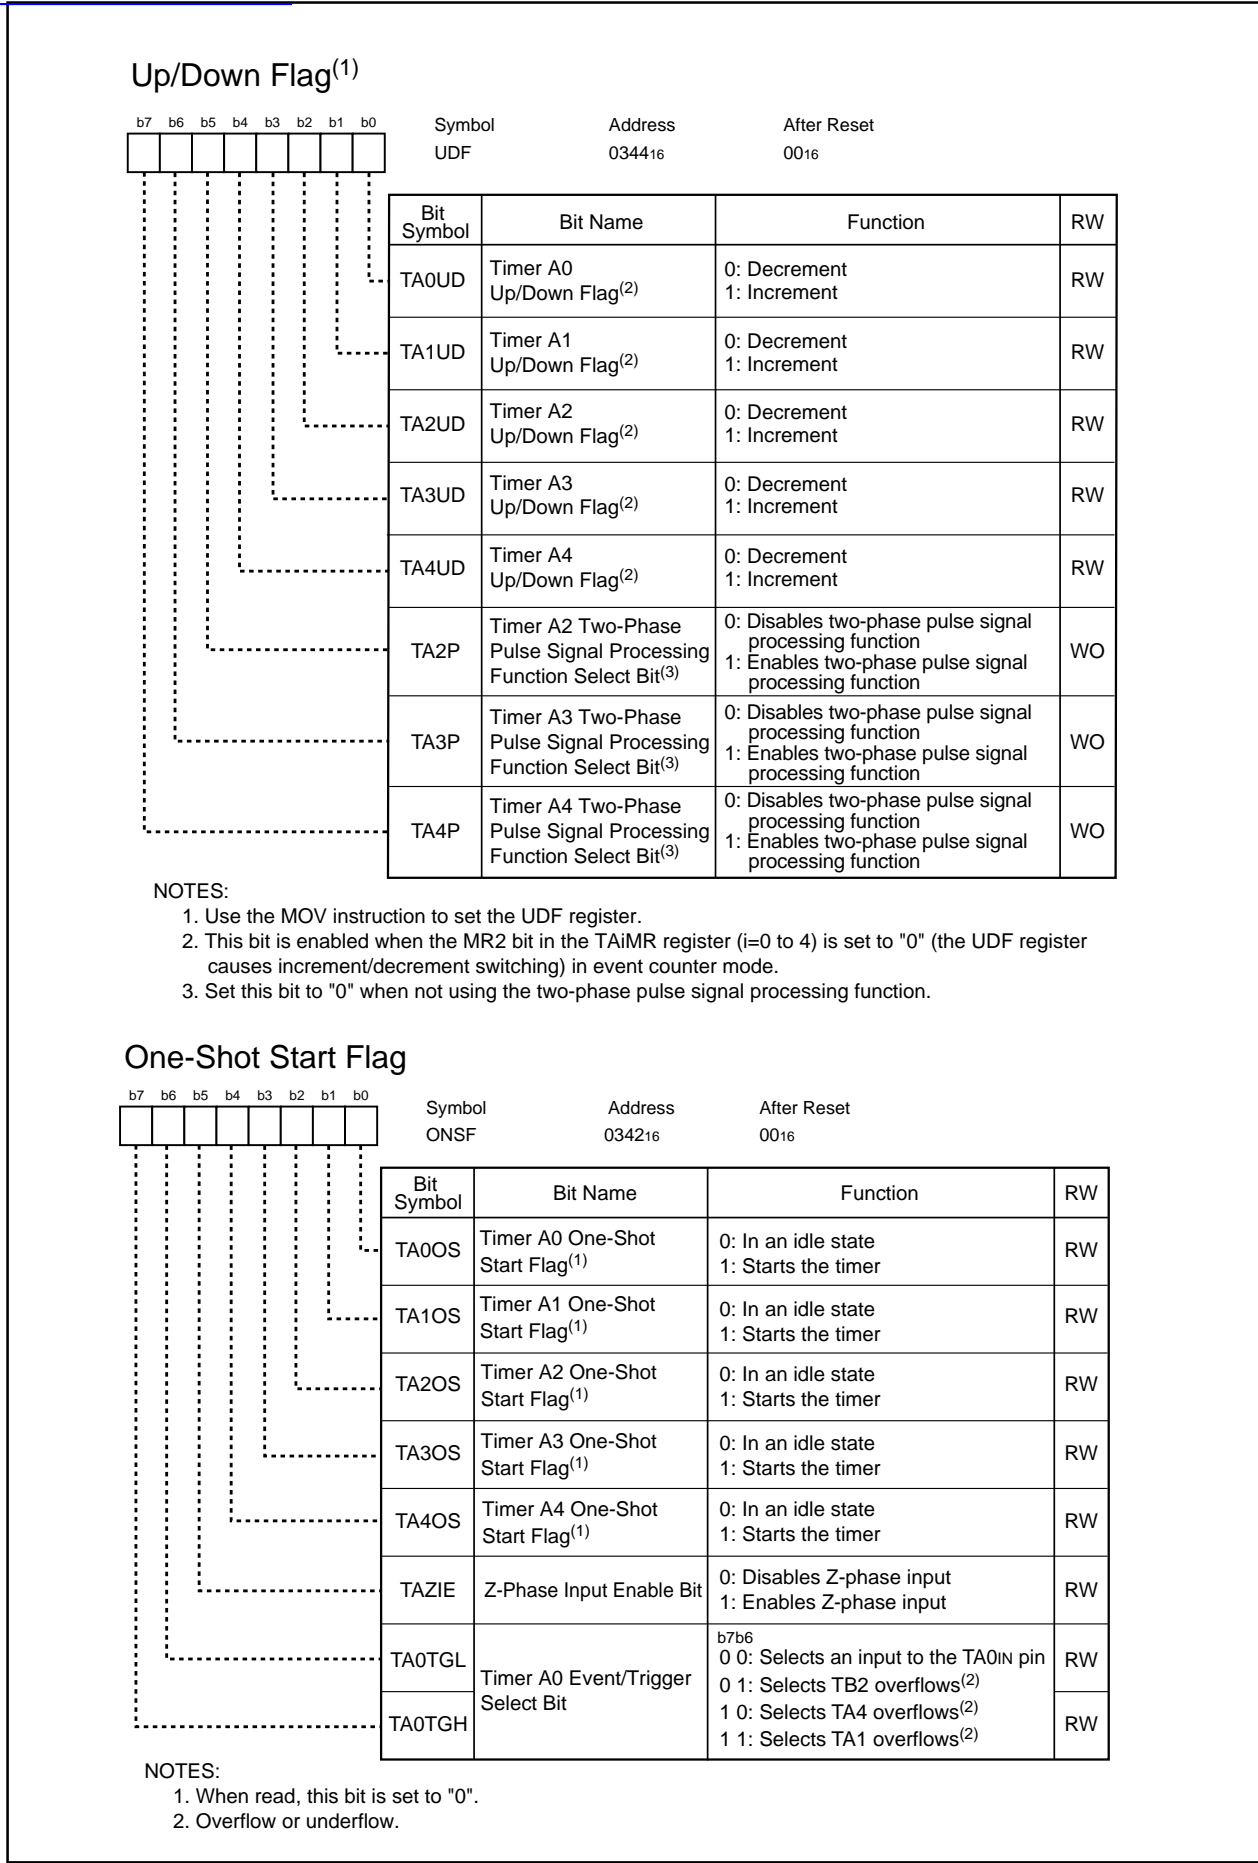 Up/Down Flag(1)
b7 b6 b5 b4 b3 b2 b1 b0
Symbol Address After Reset
UDF 034416 0016
Bit Symbol Bit Name Function RW
TA0UD
Timer A0
Up/Down Flag(2)
0: Decrement
1: Increment
RW
TA1UD
Timer A1
Up/Down Flag(2)
0: Decrement
1: Increment
RW
TA2UD
Timer A2
Up/Down Flag(2)
0: Decrement
1: Increment
RW
TA3UD
Timer A3
Up/Down Flag(2)
0: Decrement
1: Increment
RW
TA4UD
Timer A4
Up/Down Flag(2)
0: Decrement
1: Increment
RW
TA2P
Timer A2 Two-Phase
Pulse Signal Processing
Function Select Bit(3)
0: Disables two-phase pulse signal
processing function
1: Enables two-phase pulse signal
processing function
WO
TA3P
Timer A3 Two-Phase
Pulse Signal Processing
Function Select Bit(3)
0: Disables two-phase pulse signal
processing function
1: Enables two-phase pulse signal
processing function
WO
TA4P
Timer A4 Two-Phase
Pulse Signal Processing
Function Select Bit(3)
0: Disables two-phase pulse signal
processing function
1: Enables two-phase pulse signal
processing function
WO
NOTES:
1. Use the MOV instruction to set the UDF register.
2. This bit is enabled when the MR2 bit in the TAiMR register (i=0 to 4) is set to "0" (the UDF register
causes increment/decrement switching) in event counter mode.
3. Set this bit to "0" when not using the two-phase pulse signal processing function.
One-Shot Start Flag
b7 b6 b5 b4 b3 b2 b1 b0
Symbol Address After Reset
ONSF 034216 0016
Bit Symbol Bit Name Function RW
TA0OS
Timer A0 One-Shot
Start Flag(1)
0: In an idle state
1: Starts the timer
RW
TA1OS
Timer A1 One-Shot
Start Flag(1)
0: In an idle state
1: Starts the timer
RW
TA2OS
Timer A2 One-Shot
Start Flag(1)
0: In an idle state
1: Starts the timer
RW
TA3OS
Timer A3 One-Shot
Start Flag(1)
0: In an idle state
1: Starts the timer
RW
TA4OS
Timer A4 One-Shot
Start Flag(1)
0: In an idle state
1: Starts the timer
RW
TAZIE
Z-Phase Input Enable Bit
0: Disables Z-phase input
1: Enables Z-phase input
RW
TA0TGL
TA0TGH
Timer A0 Event/Trigger
Select Bit
b7b6
0 0: Selects an input to the TA0IN pin
0 1: Selects TB2 overflows(2)
1 0: Selects TA4 overflows(2)
1 1: Selects TA1 overflows(2)
RW
RW
NOTES:
1. When read, this bit is set to "0".
2. Overflow or underflow.